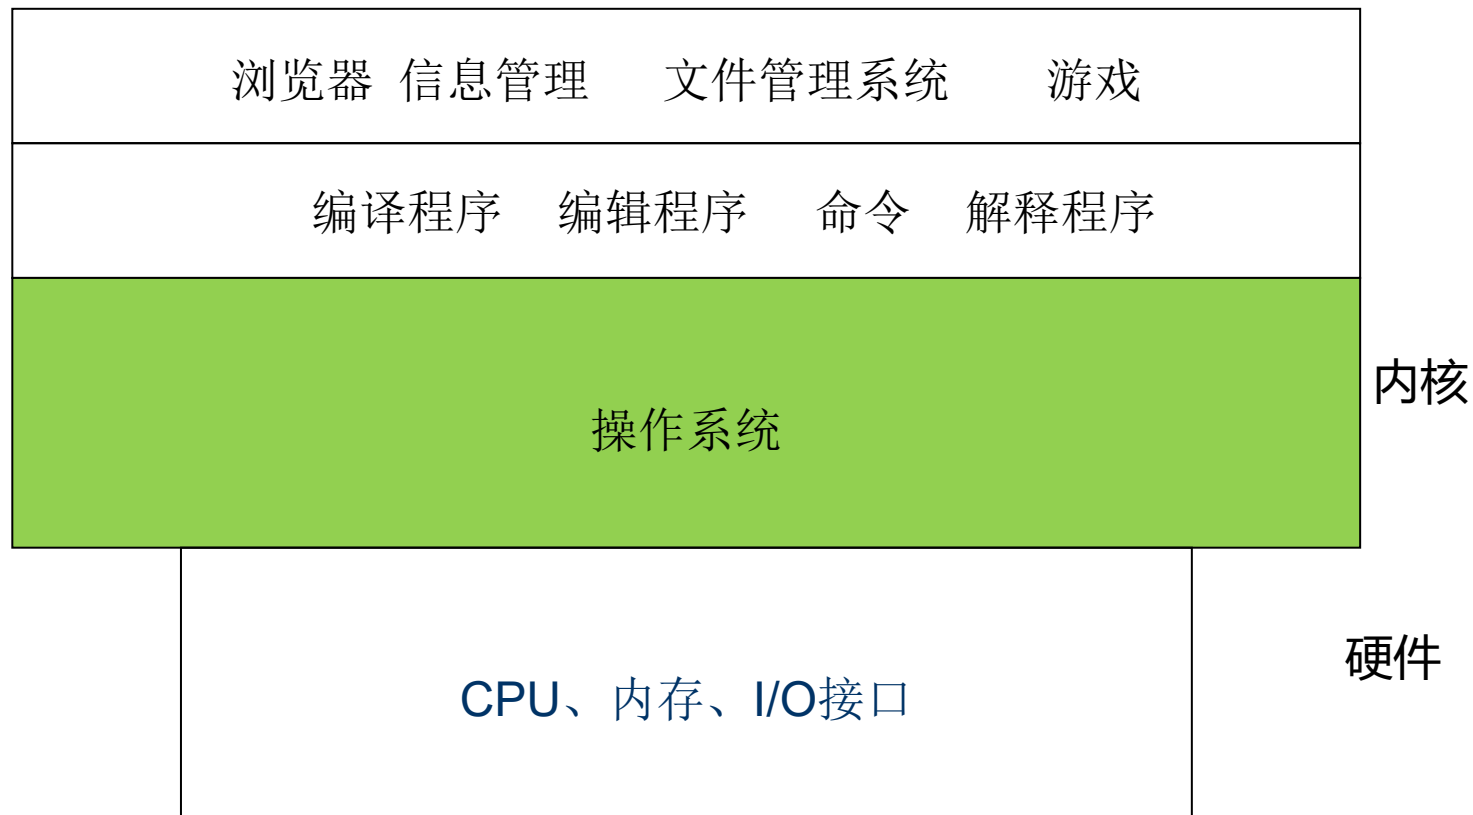 浏览器 信息管理 文件管理系统 游戏
编译程序 编辑程序 命令 解释程序
内核
操作系统
硬件
CPU、内存、I/O接口